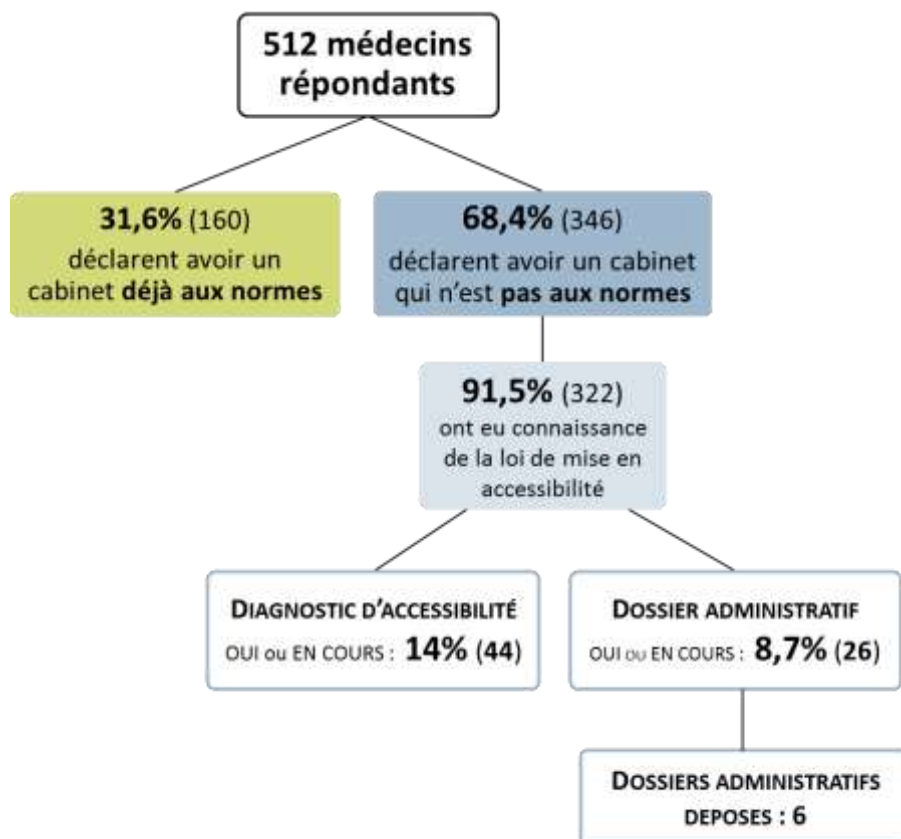 512 médecins
répondants
31,6% (160)
déclarent avoir un
cabinet déjà aux normes
68,4% (346)
déclarent avoir un cabinet
qui n'est pas aux normes
91,5% (322)
ont eu connaissance
de la loi de mise en
accessibilité
DIAGNOSTIC D'ACCESSIBILITÉ
OUI ou EN COURS : 14% (44)
DOSSIER ADMINISTRATIF
OUI OU EN COURS : 8,7% (26)
DOSSIERS ADMINISTRATIFS
DEPOSES : 6